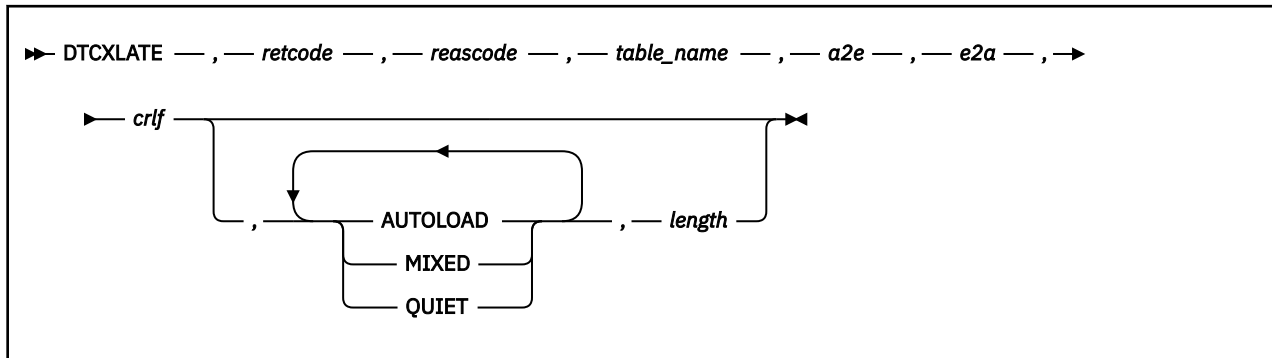 DTCXLATE , retcode , reascode , table_name , a2e , e2a ,
crlf
, AUTOLOAD , length
MIXED
QUIET